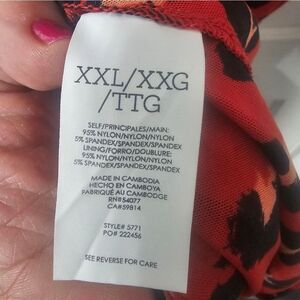 XXL/XXG
/TTG
SELF/PRINCIPALES/MAIN:
95% NYLON/NYLON/NYLON
5% SPANDEX/SPANDEX/SPANDEX
LINING/FORRO/DOUBLURE:
95% NYLON/NYLON/NYLON
5% SPANDEX/SPANDEX/SPANDEX
MADE IN CAMBODIA
HECHO EN CAMBOYA
FABRIQUÉ AU CAMBODGE
RN#54077
CA#59814
STYLE# 5771
PO# 222456
SEE REVERSE FOR CARE